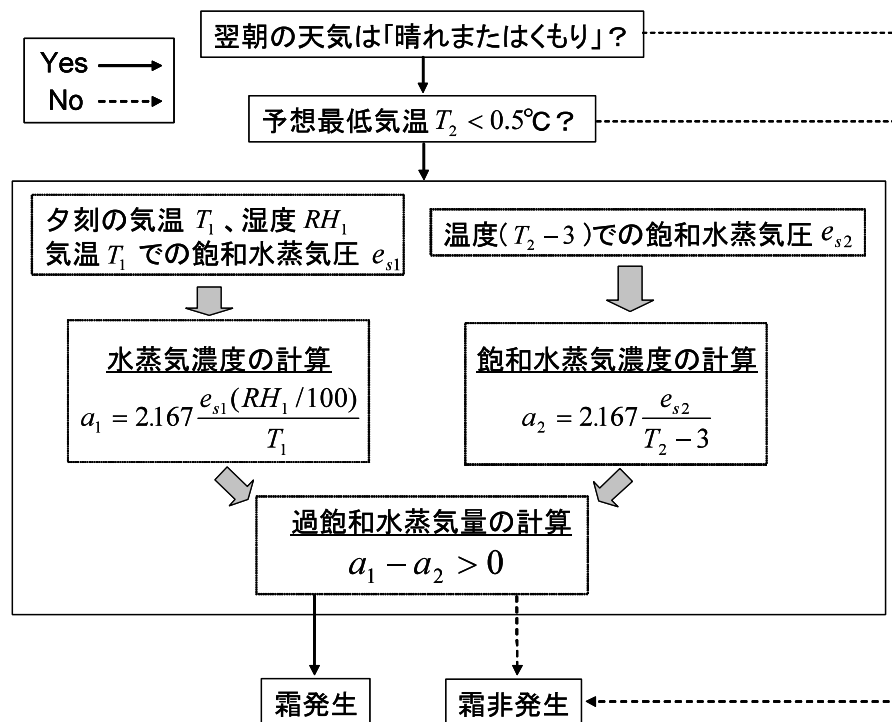 翌朝の天気は「晴れまたはくもり」？
Yes
No
予想最低気温 T₂ < 0.5℃？
夕刻の気温 T₁、湿度 RH₁
気温 T₁ での飽和水蒸気圧 eₛ₁
温度（T₂ − 3）での飽和水蒸気圧 eₛ₂
水蒸気濃度の計算
a₁ = 2.167 eₛ₁(RH₁/100) / T₁
飽和水蒸気濃度の計算
a₂ = 2.167 eₛ₂ / (T₂ − 3)
過飽和水蒸気量の計算
a₁ − a₂ > 0
霜発生
霜非発生